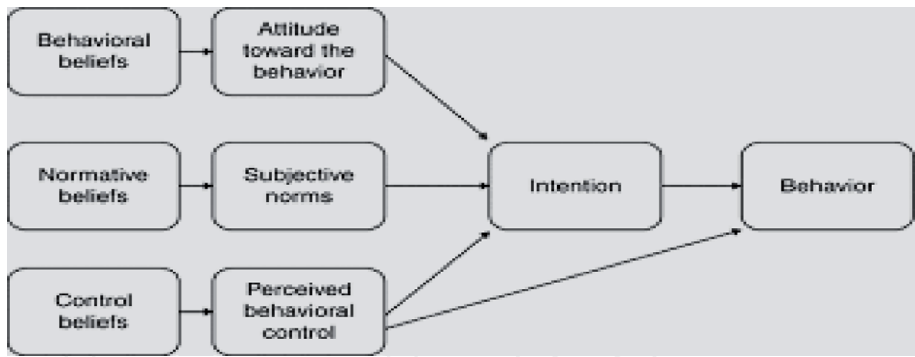 Behavioral
beliefs
Attitude
toward the
behavior
Normative
beliefs
Subjective
norms
Intention
Behavior
Control
beliefs
Perceived
behavioral
control